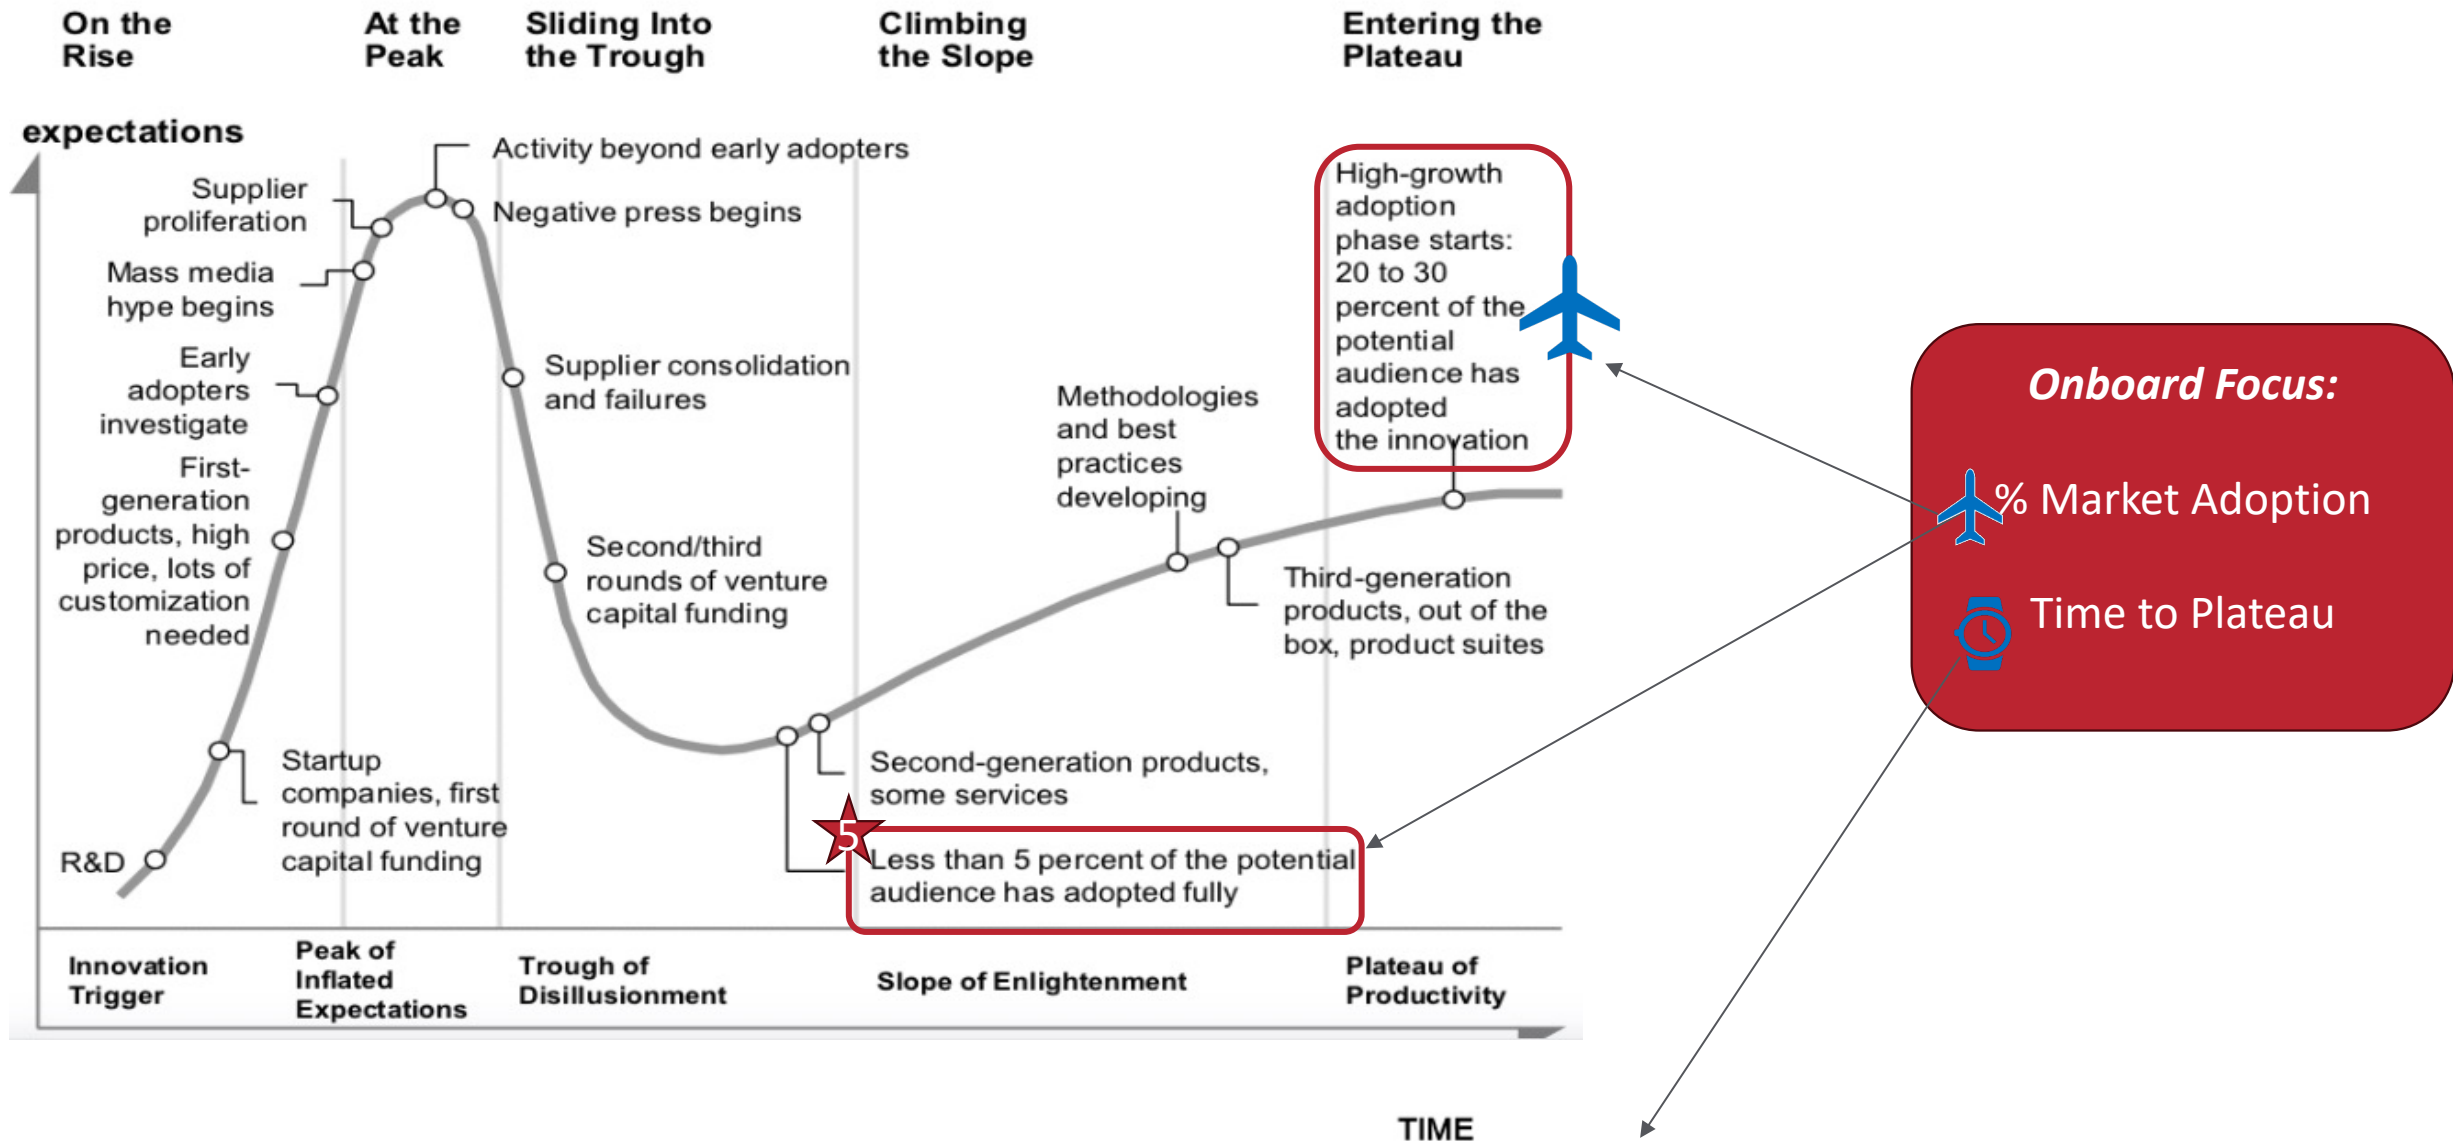 On the
Rise
At the
Peak
Sliding Into
the Trough
Climbing
the Slope
Entering the
Plateau
expectations
Activity beyond early adopters
Supplier
proliferation
Negative press begins
Mass media
hype begins
Early
adopters
investigate
First-
generation
products, high
price, lots of
customization
needed
Supplier consolidation
and failures
Second/third
rounds of venture
capital funding
Methodologies
and best
practices
developing
High-growth
adoption
phase starts:
20 to 30
percent of the
potential
audience has
adopted
the innovation
Third-generation
products, out of the
box, product suites
Startup
companies, first
round of venture
capital funding
R&D
Second-generation products,
some services
5
Less than 5 percent of the potential
audience has adopted fully
Innovation
Trigger
Peak of
Inflated
Expectations
Trough of
Disillusionment
Slope of Enlightenment
Plateau of
Productivity
TIME
Onboard Focus:
% Market Adoption
Time to Plateau